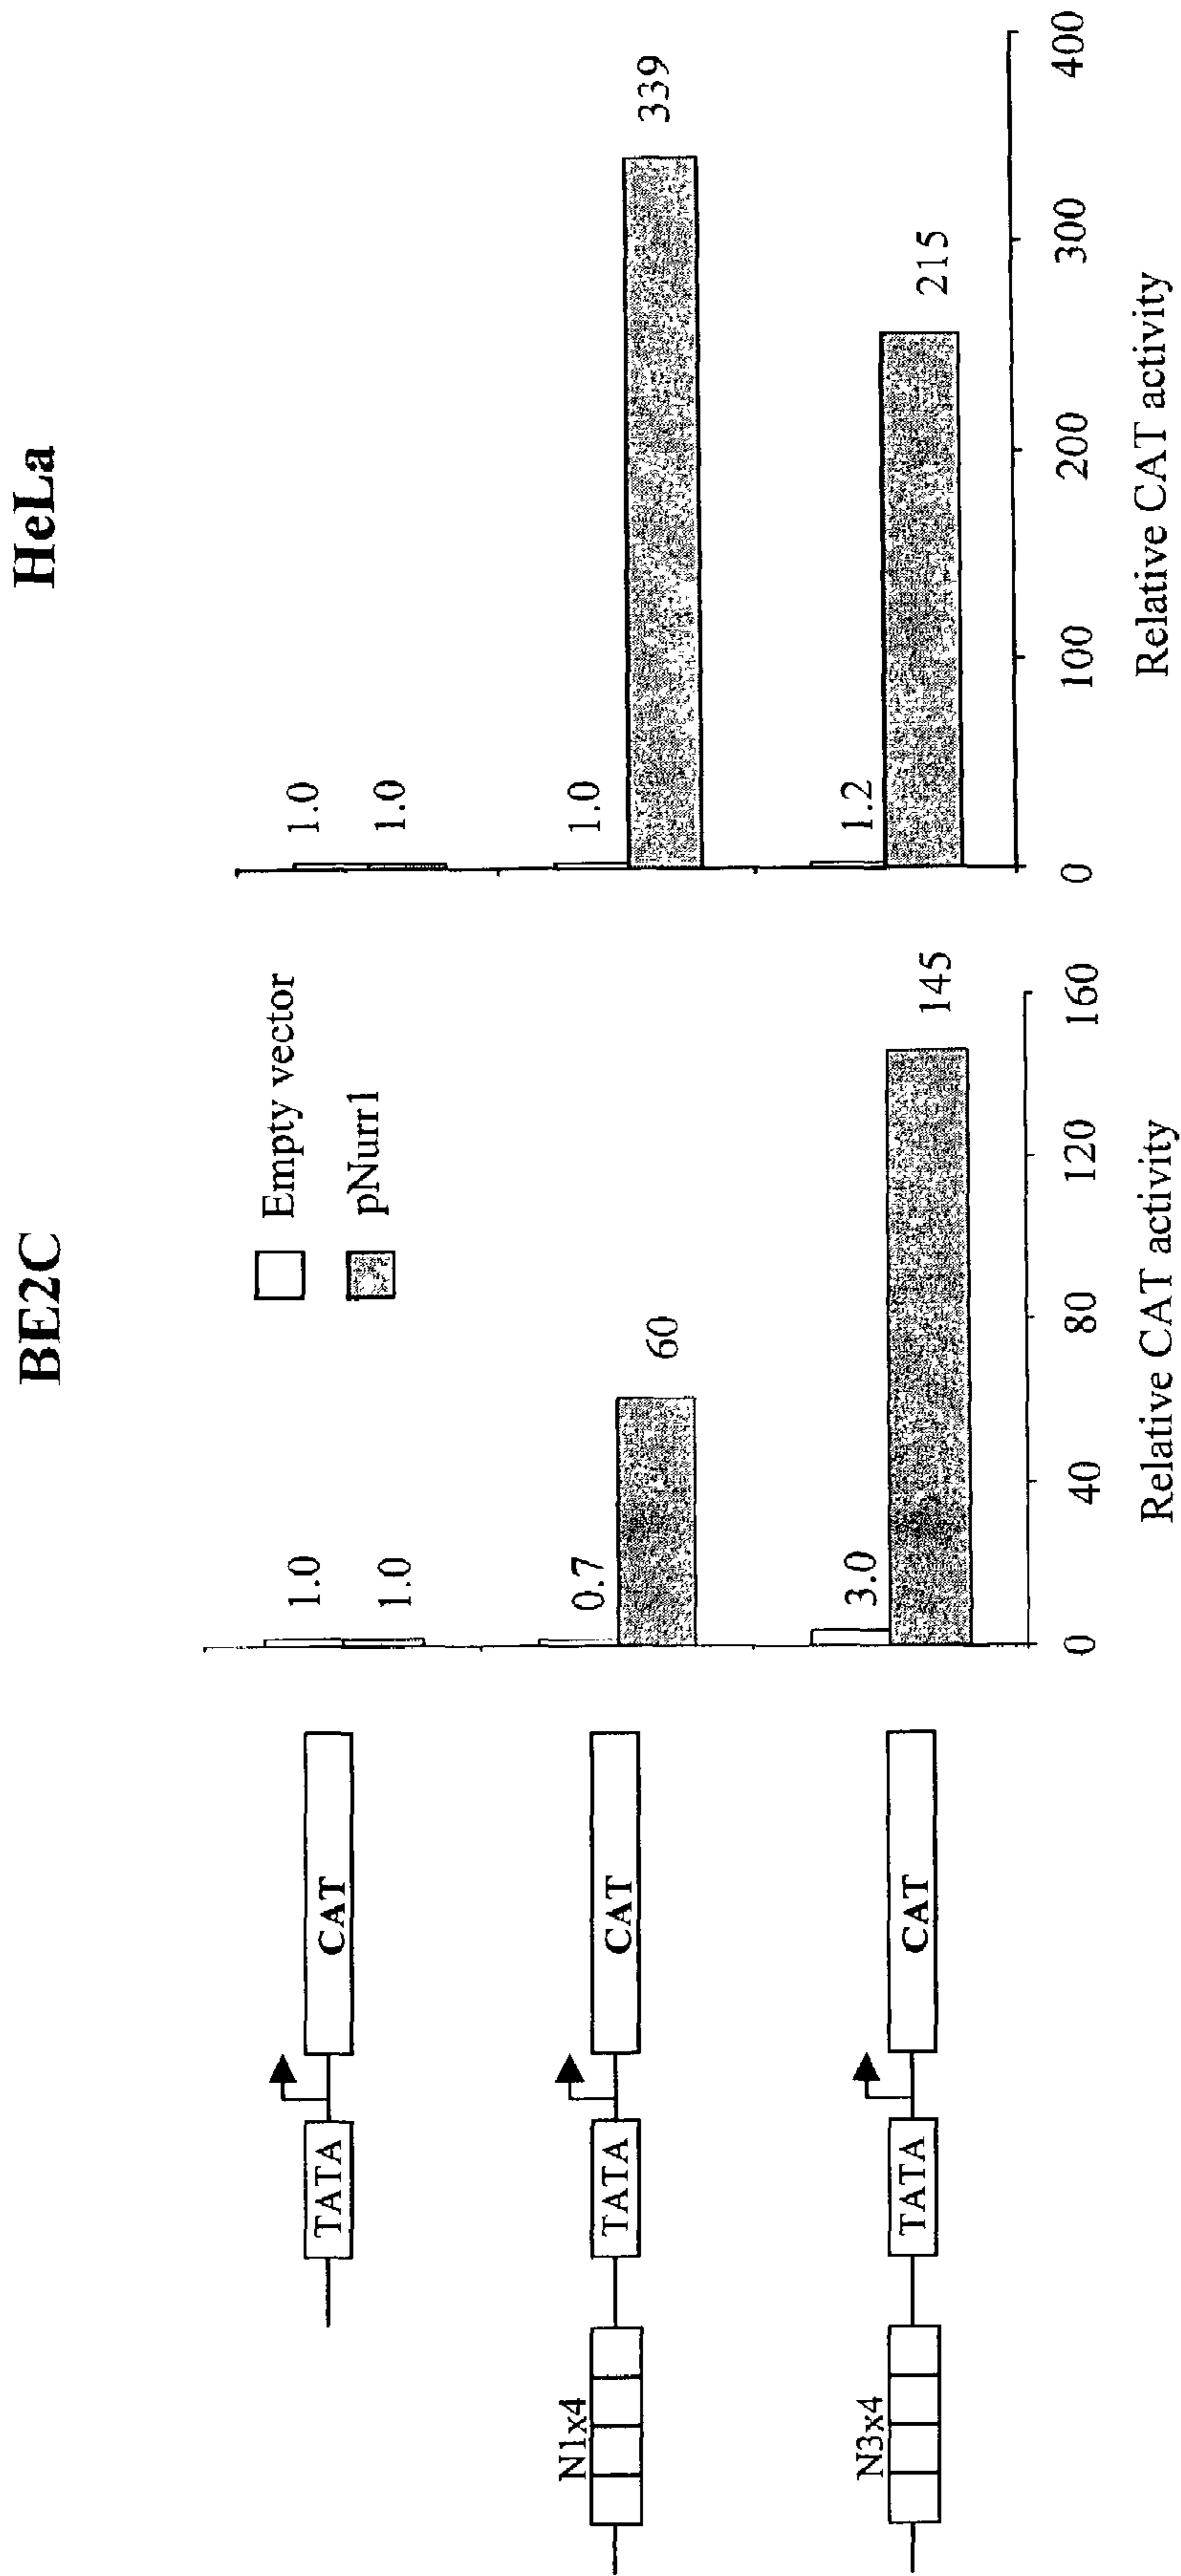 BE2C
HeLa
Empty vector
pNurr1
TATA
CAT
1.0
1.0
1.0
1.0
N1x4
TATA
CAT
0.7
60
1.0
339
N3x4
TATA
CAT
3.0
145
1.2
215
0 40 80 120 160
0 100 200 300 400
Relative CAT activity
Relative CAT activity